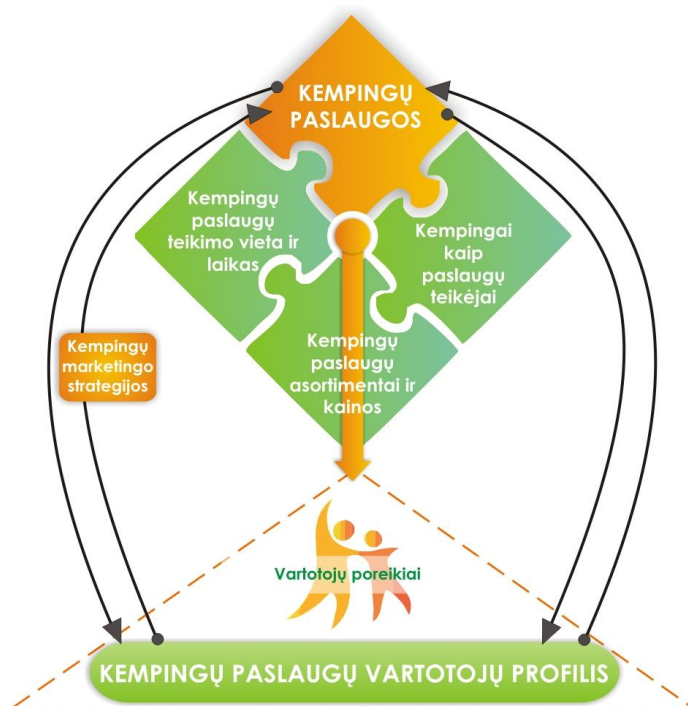 KEMPINGŲ
PASLAUGOS
Kempingų
paslaugų
teikimo vieta ir
laikas
Kempingai
kaip
paslaugų
teikėjai
Kempingų
paslaugų
asortimentai ir
kainos
Kempingų
marketingo
strategijos
Vartotojų poreikiai
KEMPINGŲ PASLAUGŲ VARTOTOJŲ PROFILIS